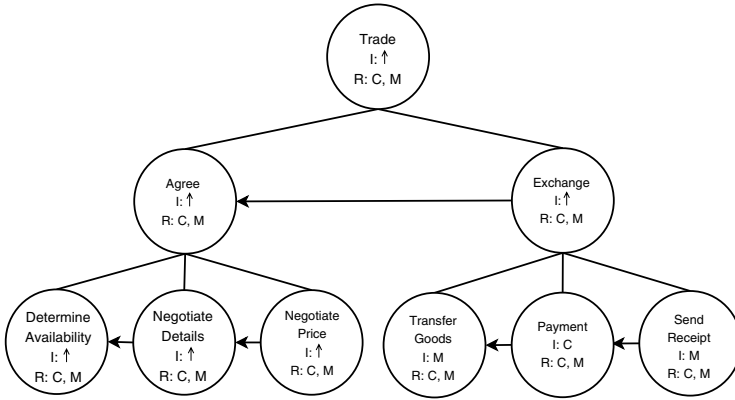 Trade
I: ↑
R: C, M
Agree
I: ↑
R: C, M
Exchange
I: ↑
R: C, M
Determine
Availability
I: ↑
R: C, M
Negotiate
Details
I: ↑
R: C, M
Negotiate
Price
I: ↑
R: C, M
Transfer
Goods
I: M
R: C, M
Payment
I: C
R: C, M
Send
Receipt
I: M
R: C, M